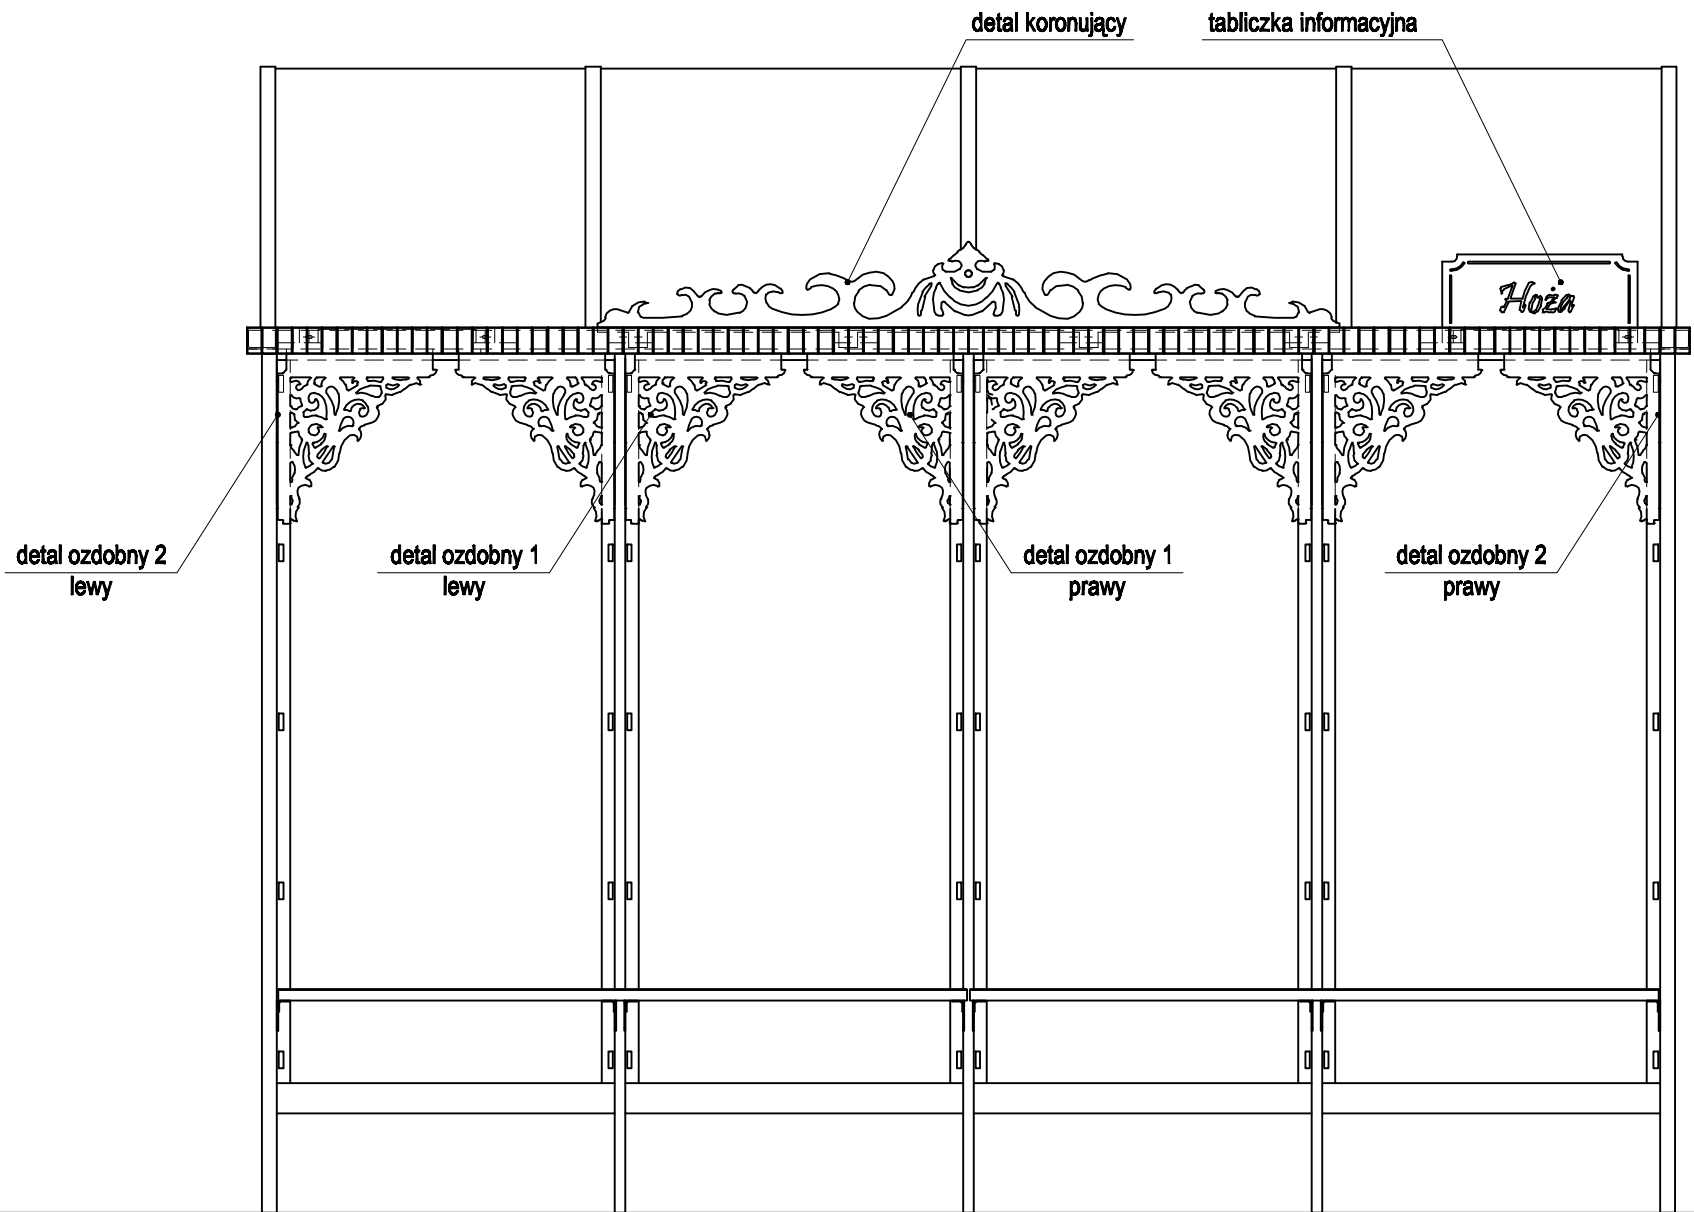 detal koronujący
tabliczka informacyjna
Hoża
detal ozdobny 2
lewy
detal ozdobny 1
lewy
detal ozdobny 1
prawy
detal ozdobny 2
prawy